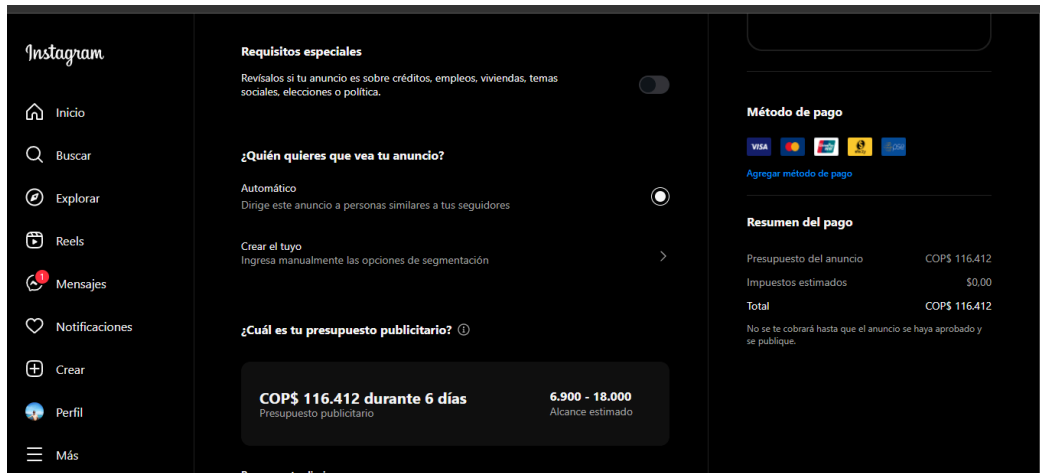 Instagram
Inicio
Buscar
Explorar
Reels
1
Mensajes
Notificaciones
Crear
Perfil
Más
Requisitos especiales
Revísalos si tu anuncio es sobre créditos, empleos, viviendas, temas
sociales, elecciones o política.
¿Quién quieres que vea tu anuncio?
Automático
Dirige este anuncio a personas similares a tus seguidores
Crear el tuyo
Ingresa manualmente las opciones de segmentación
¿Cuál es tu presupuesto publicitario?
COP$ 116.412 durante 6 días
Presupuesto publicitario
6.900 - 18.000
Alcance estimado
Método de pago
VISA
Agregar método de pago
Resumen del pago
Presupuesto del anuncio COP$ 116.412
Impuestos estimados $0,00
Total COP$ 116.412
No se te cobrará hasta que el anuncio se haya aprobado y
se publique.